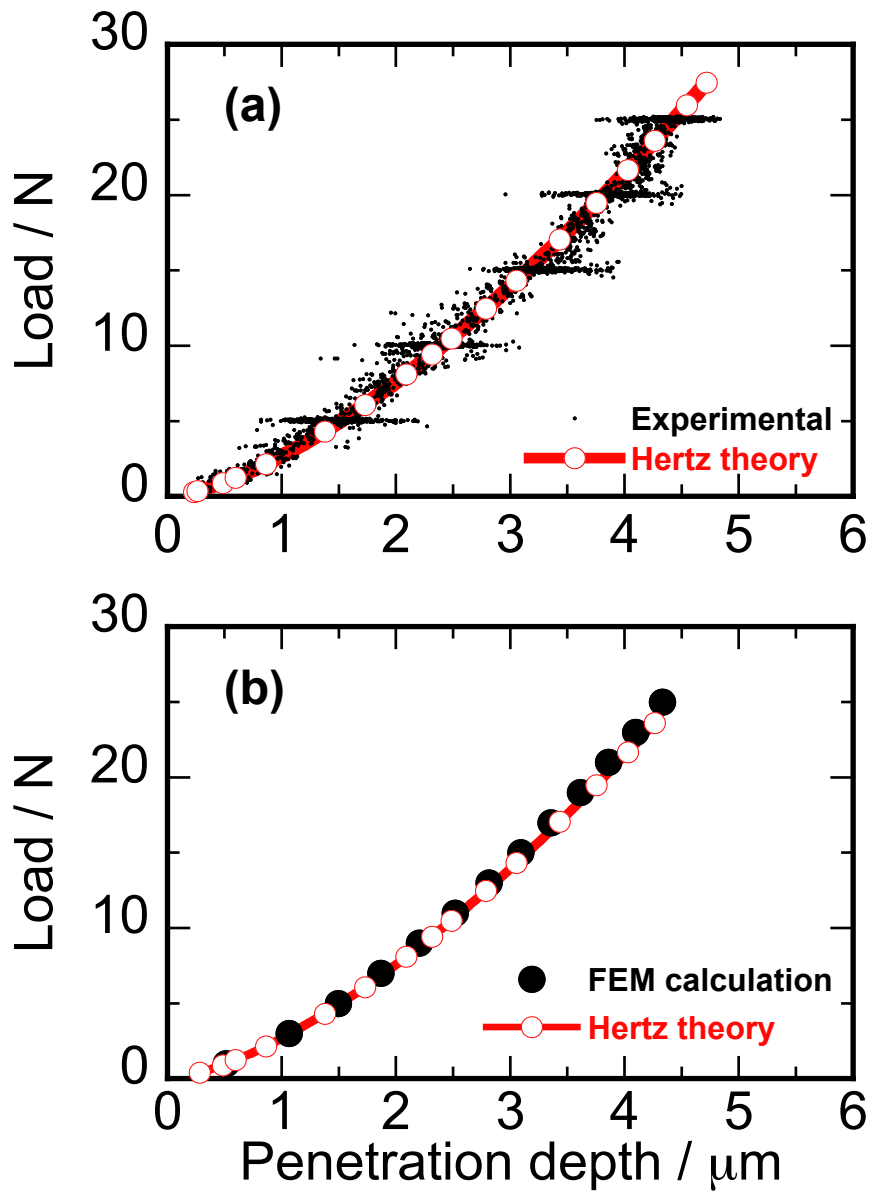 30
(a)
20
Load / N
10
Experimental
Hertz theory
0
0 1 2 3 4 5 6
30
(b)
20
Load / N
10
FEM calculation
Hertz theory
0
0 1 2 3 4 5 6
Penetration depth / μm